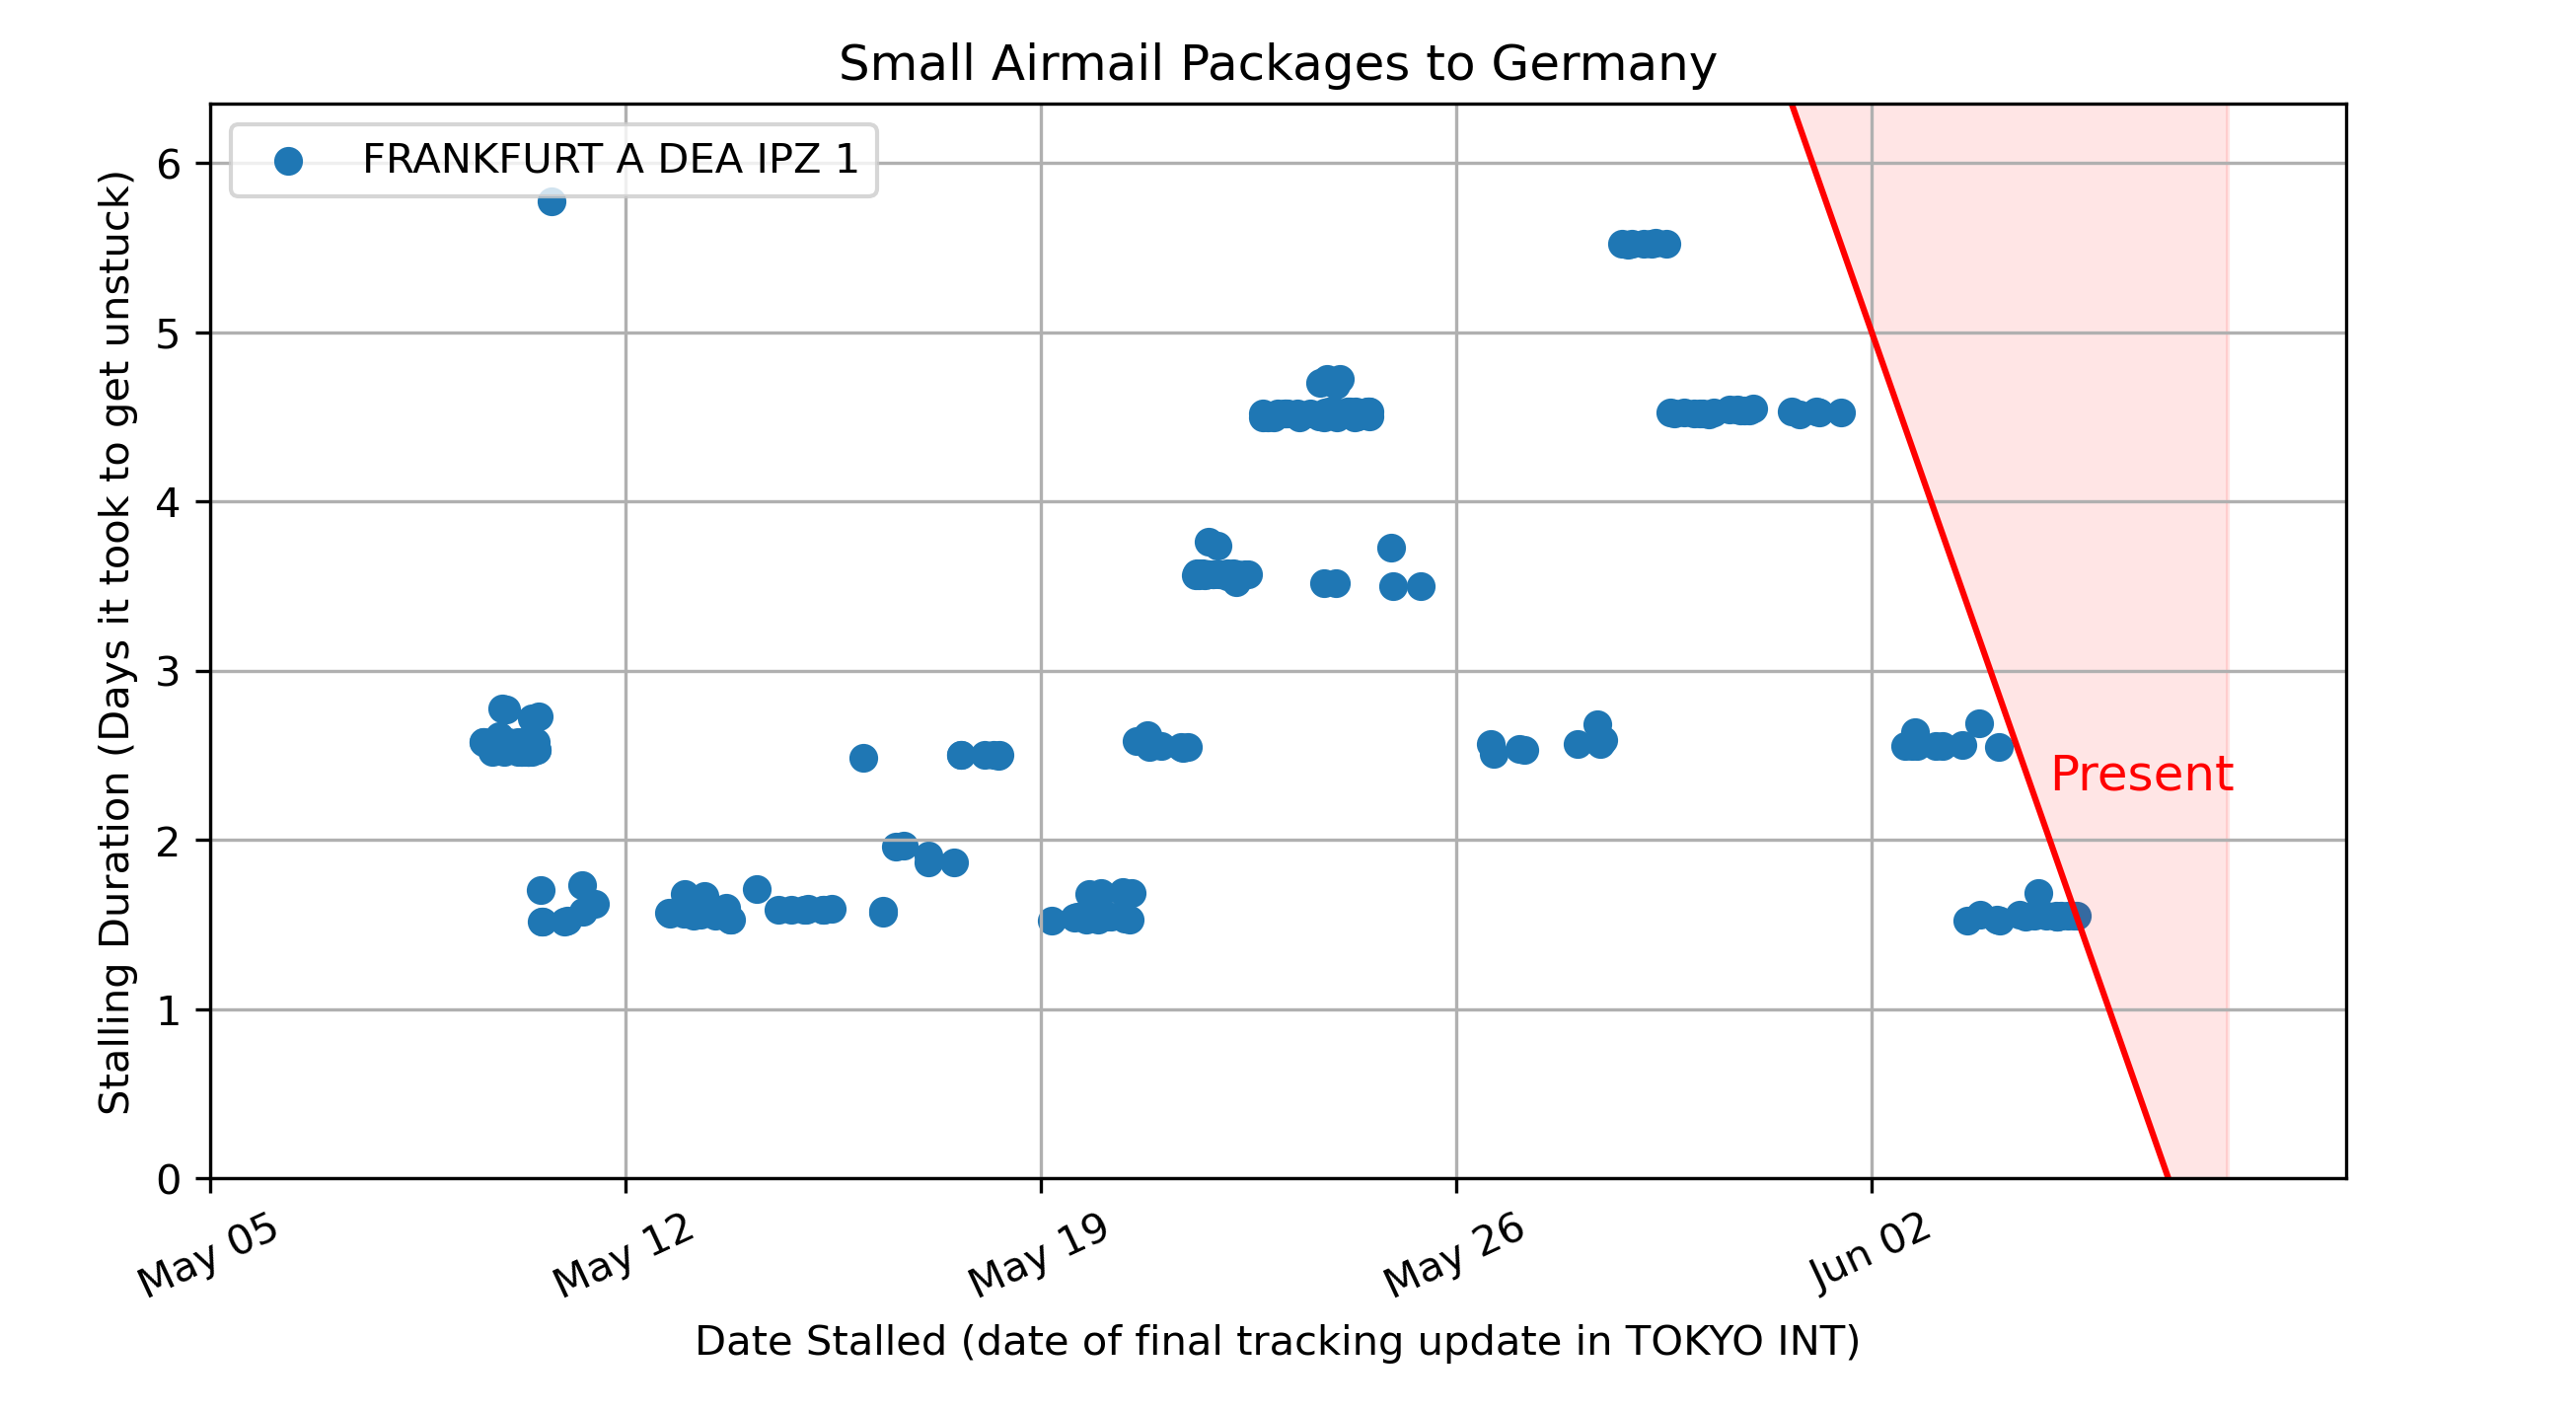 Small Airmail Packages to Germany
FRANKFURT A DEA IPZ 1
Stalling Duration (Days it took to get unstuck)
6
5
4
3
2
1
0
Present
May 05
May 12
May 19
May 26
Jun 02
Date Stalled (date of final tracking update in TOKYO INT)